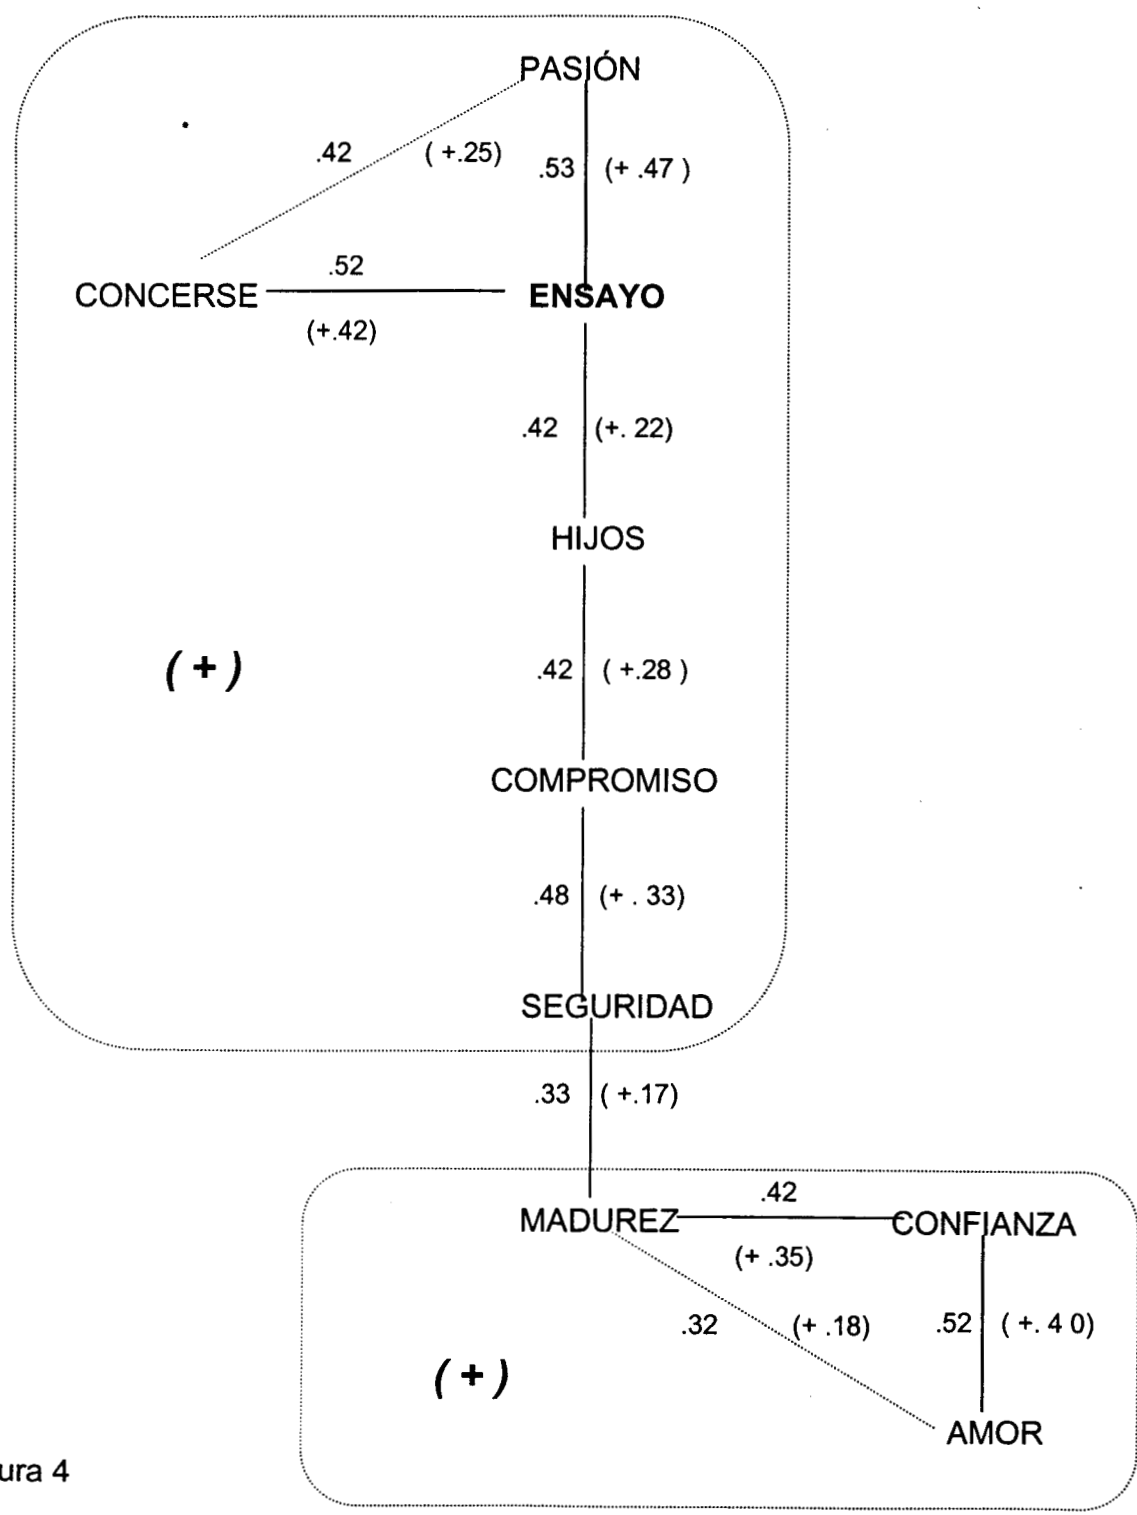 PASIÓN
.42 ( +.25) .53 (+ .47 )
.52
CONCERSE ENSAYO
(+.42)
.42 (+. 22)
HIJOS
( + )
.42 ( +.28 )
COMPROMISO
.48 (+ . 33)
SEGURIDAD
.33 ( +.17)
.42
MADUREZ CONFIANZA
(+ .35)
.32 (+ .18) .52 ( +. 4 0)
( + )
AMOR
ura 4